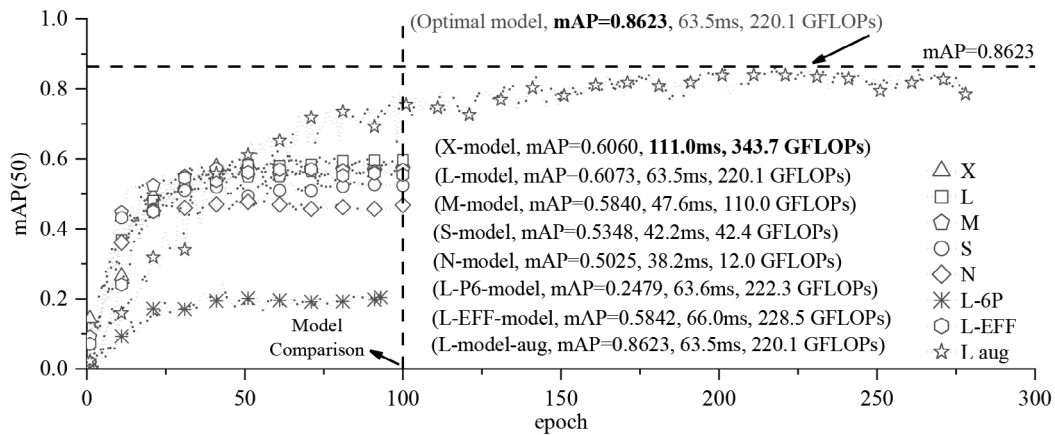 (Optimal model, mAP=0.8623, 63.5ms, 220.1 GFLOPs)
mAP=0.8623
1.0
0.8
0.6
0.4
0.2
0.0
mAP(50)
(X-model, mAP=0.6060, 111.0ms, 343.7 GFLOPs)
(L-model, mAP=0.6073, 63.5ms, 220.1 GFLOPs)
(M-model, mAP=0.5840, 47.6ms, 110.0 GFLOPs)
(S-model, mAP=0.5348, 42.2ms, 42.4 GFLOPs)
(N-model, mAP=0.5025, 38.2ms, 12.0 GFLOPs)
(L-P6-model, mΛP=0.2479, 63.6ms, 222.3 GFLOPs)
(L-EFF-model, mΛP=0.5842, 66.0ms, 228.5 GFLOPs)
(L-model-aug, mAP=0.8623, 63.5ms, 220.1 GFLOPs)
X
L
M
S
N
L-6P
L-EFF
L aug
Model
Comparison
0 50 100 150 200 250 300
epoch